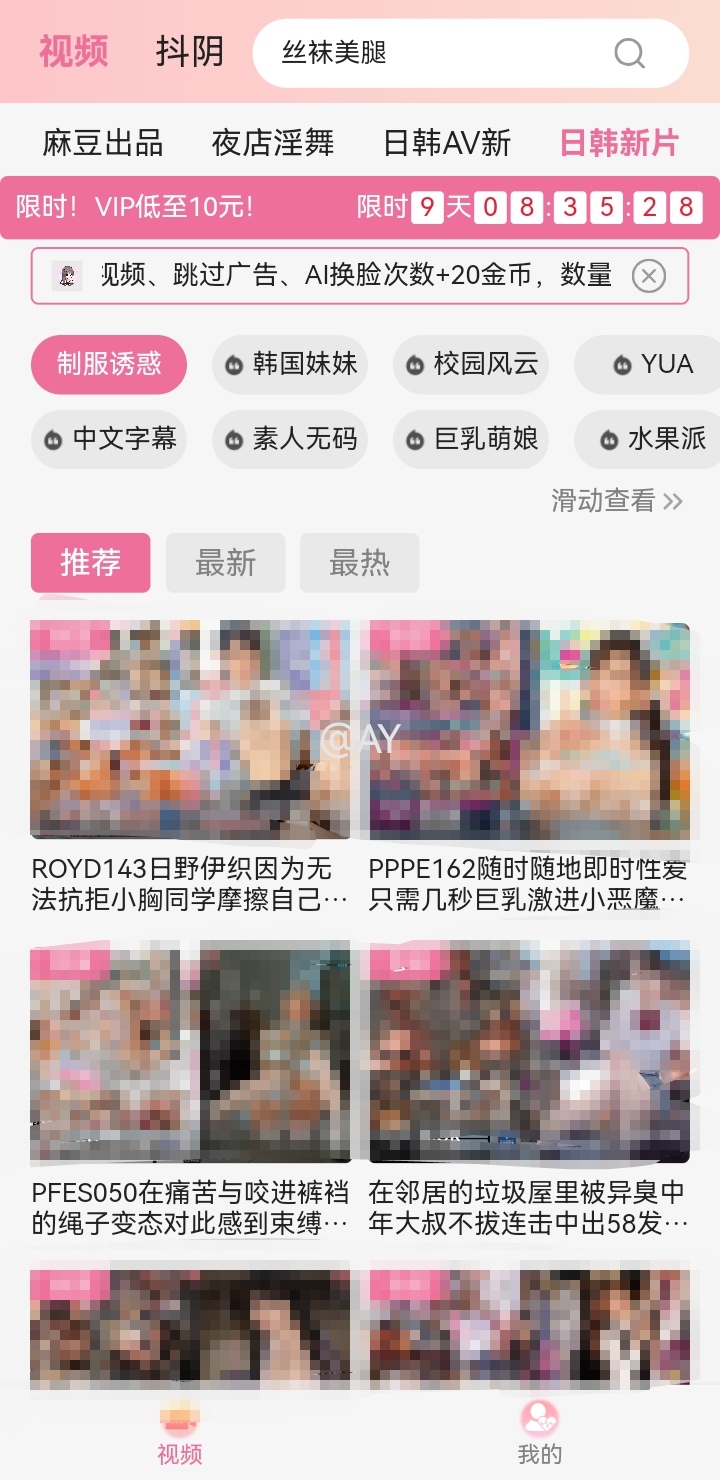 视频 抖阴 丝袜美腿
麻豆出品 夜店淫舞 日韩AV新 日韩新片
限时！VIP低至10元！ 限时9天08:35:28
视频、跳过广告、AI换脸次数+20金币，数量
制服诱惑 韩国妹妹 校园风云 YUA
中文字幕 素人无码 巨乳萌娘 水果派
滑动查看
推荐 最新 最热
@AY
ROYD143日野伊织因为无
法抗拒小胸同学摩擦自己…
PPPE162随时随地即时性爱
只需几秒巨乳激进小恶魔…
PFES050在痛苦与咬进裤裆
的绳子变态对此感到束缚…
在邻居的垃圾屋里被异臭中
年大叔不拔连击中出58发…
视频 我的